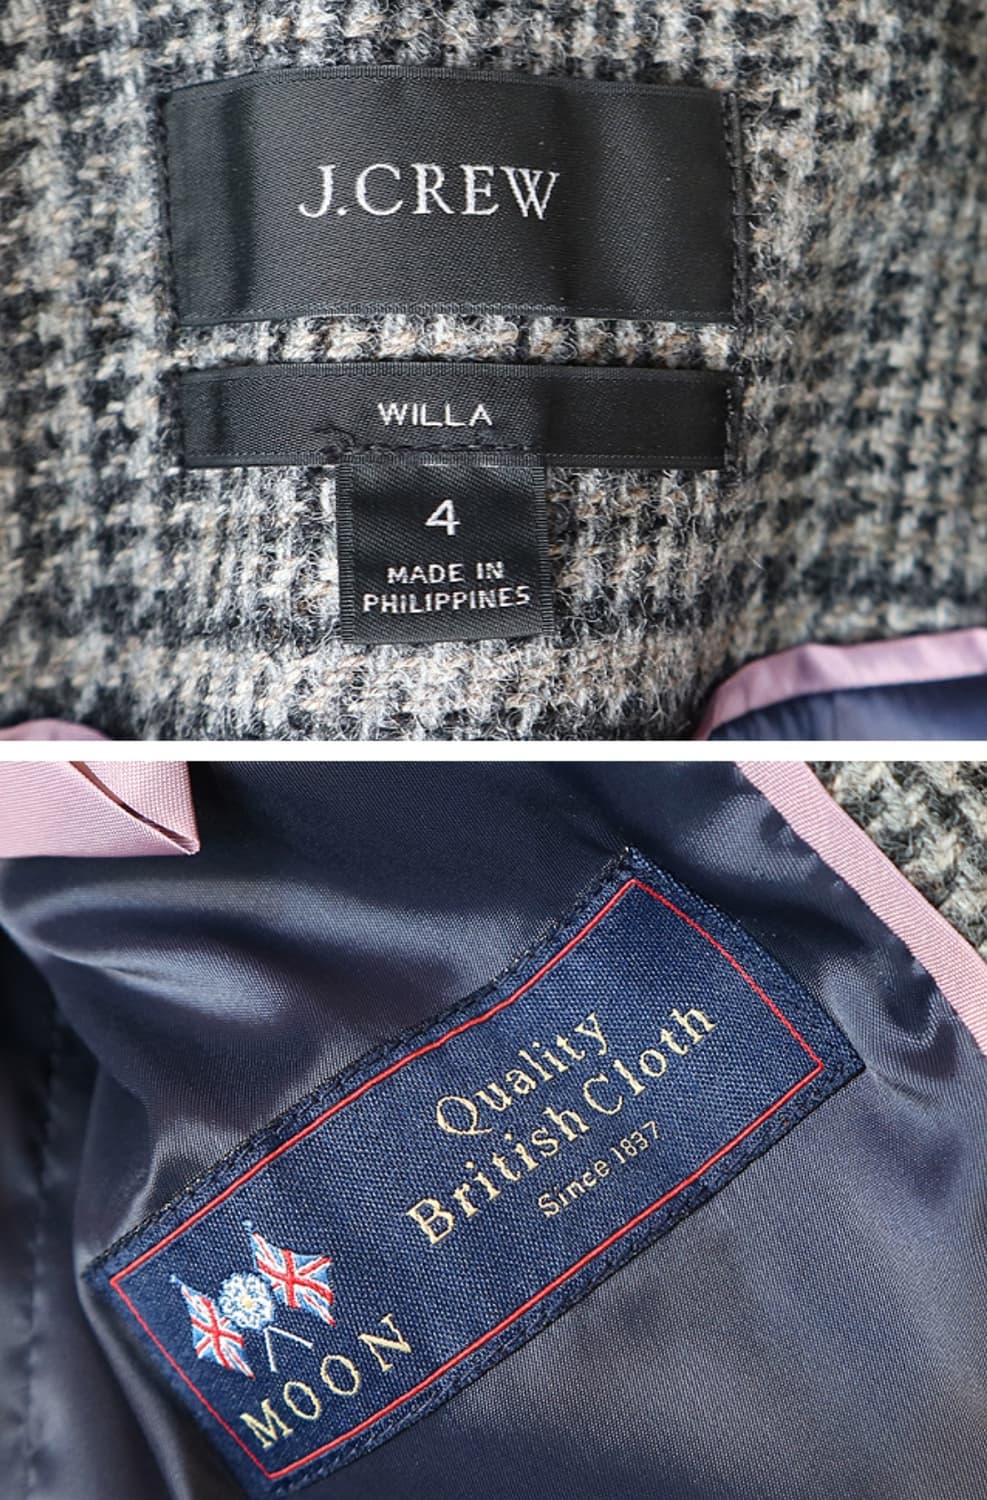 J.CREW
WILLA
4
MADE IN
PHILIPPINES
Quality
British Cloth
Since 1837
MOON